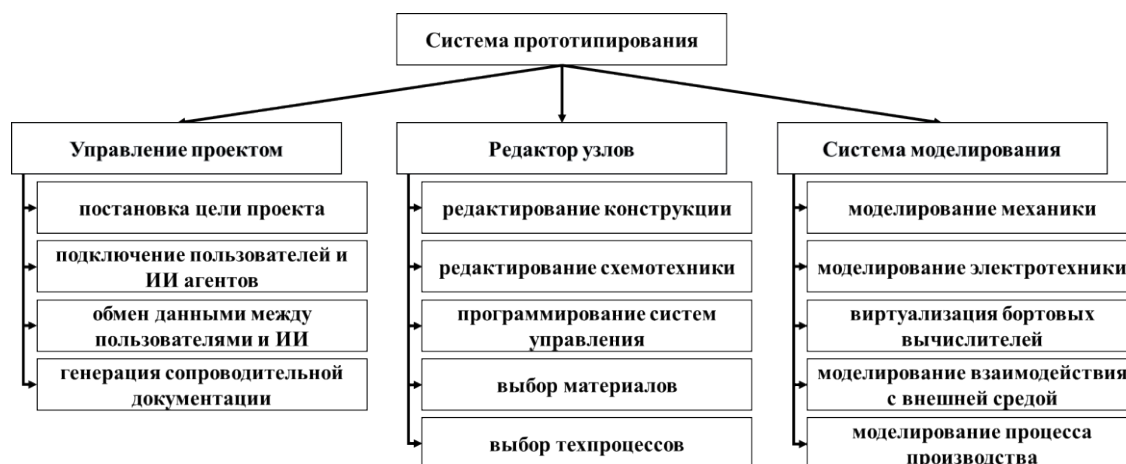 Система прототипирования
Управление проектом
постановка цели проекта
подключение пользователей и
ИИ агентов
обмен данными между
пользователями и ИИ
генерация сопроводительной
документации
Редактор узлов
редактирование конструкции
редактирование схемотехники
программирование систем
управления
выбор материалов
выбор техпроцессов
Система моделирования
моделирование механики
моделирование электротехники
виртуализация бортовых
вычислителей
моделирование взаимодействия
с внешней средой
моделирование процесса
производства